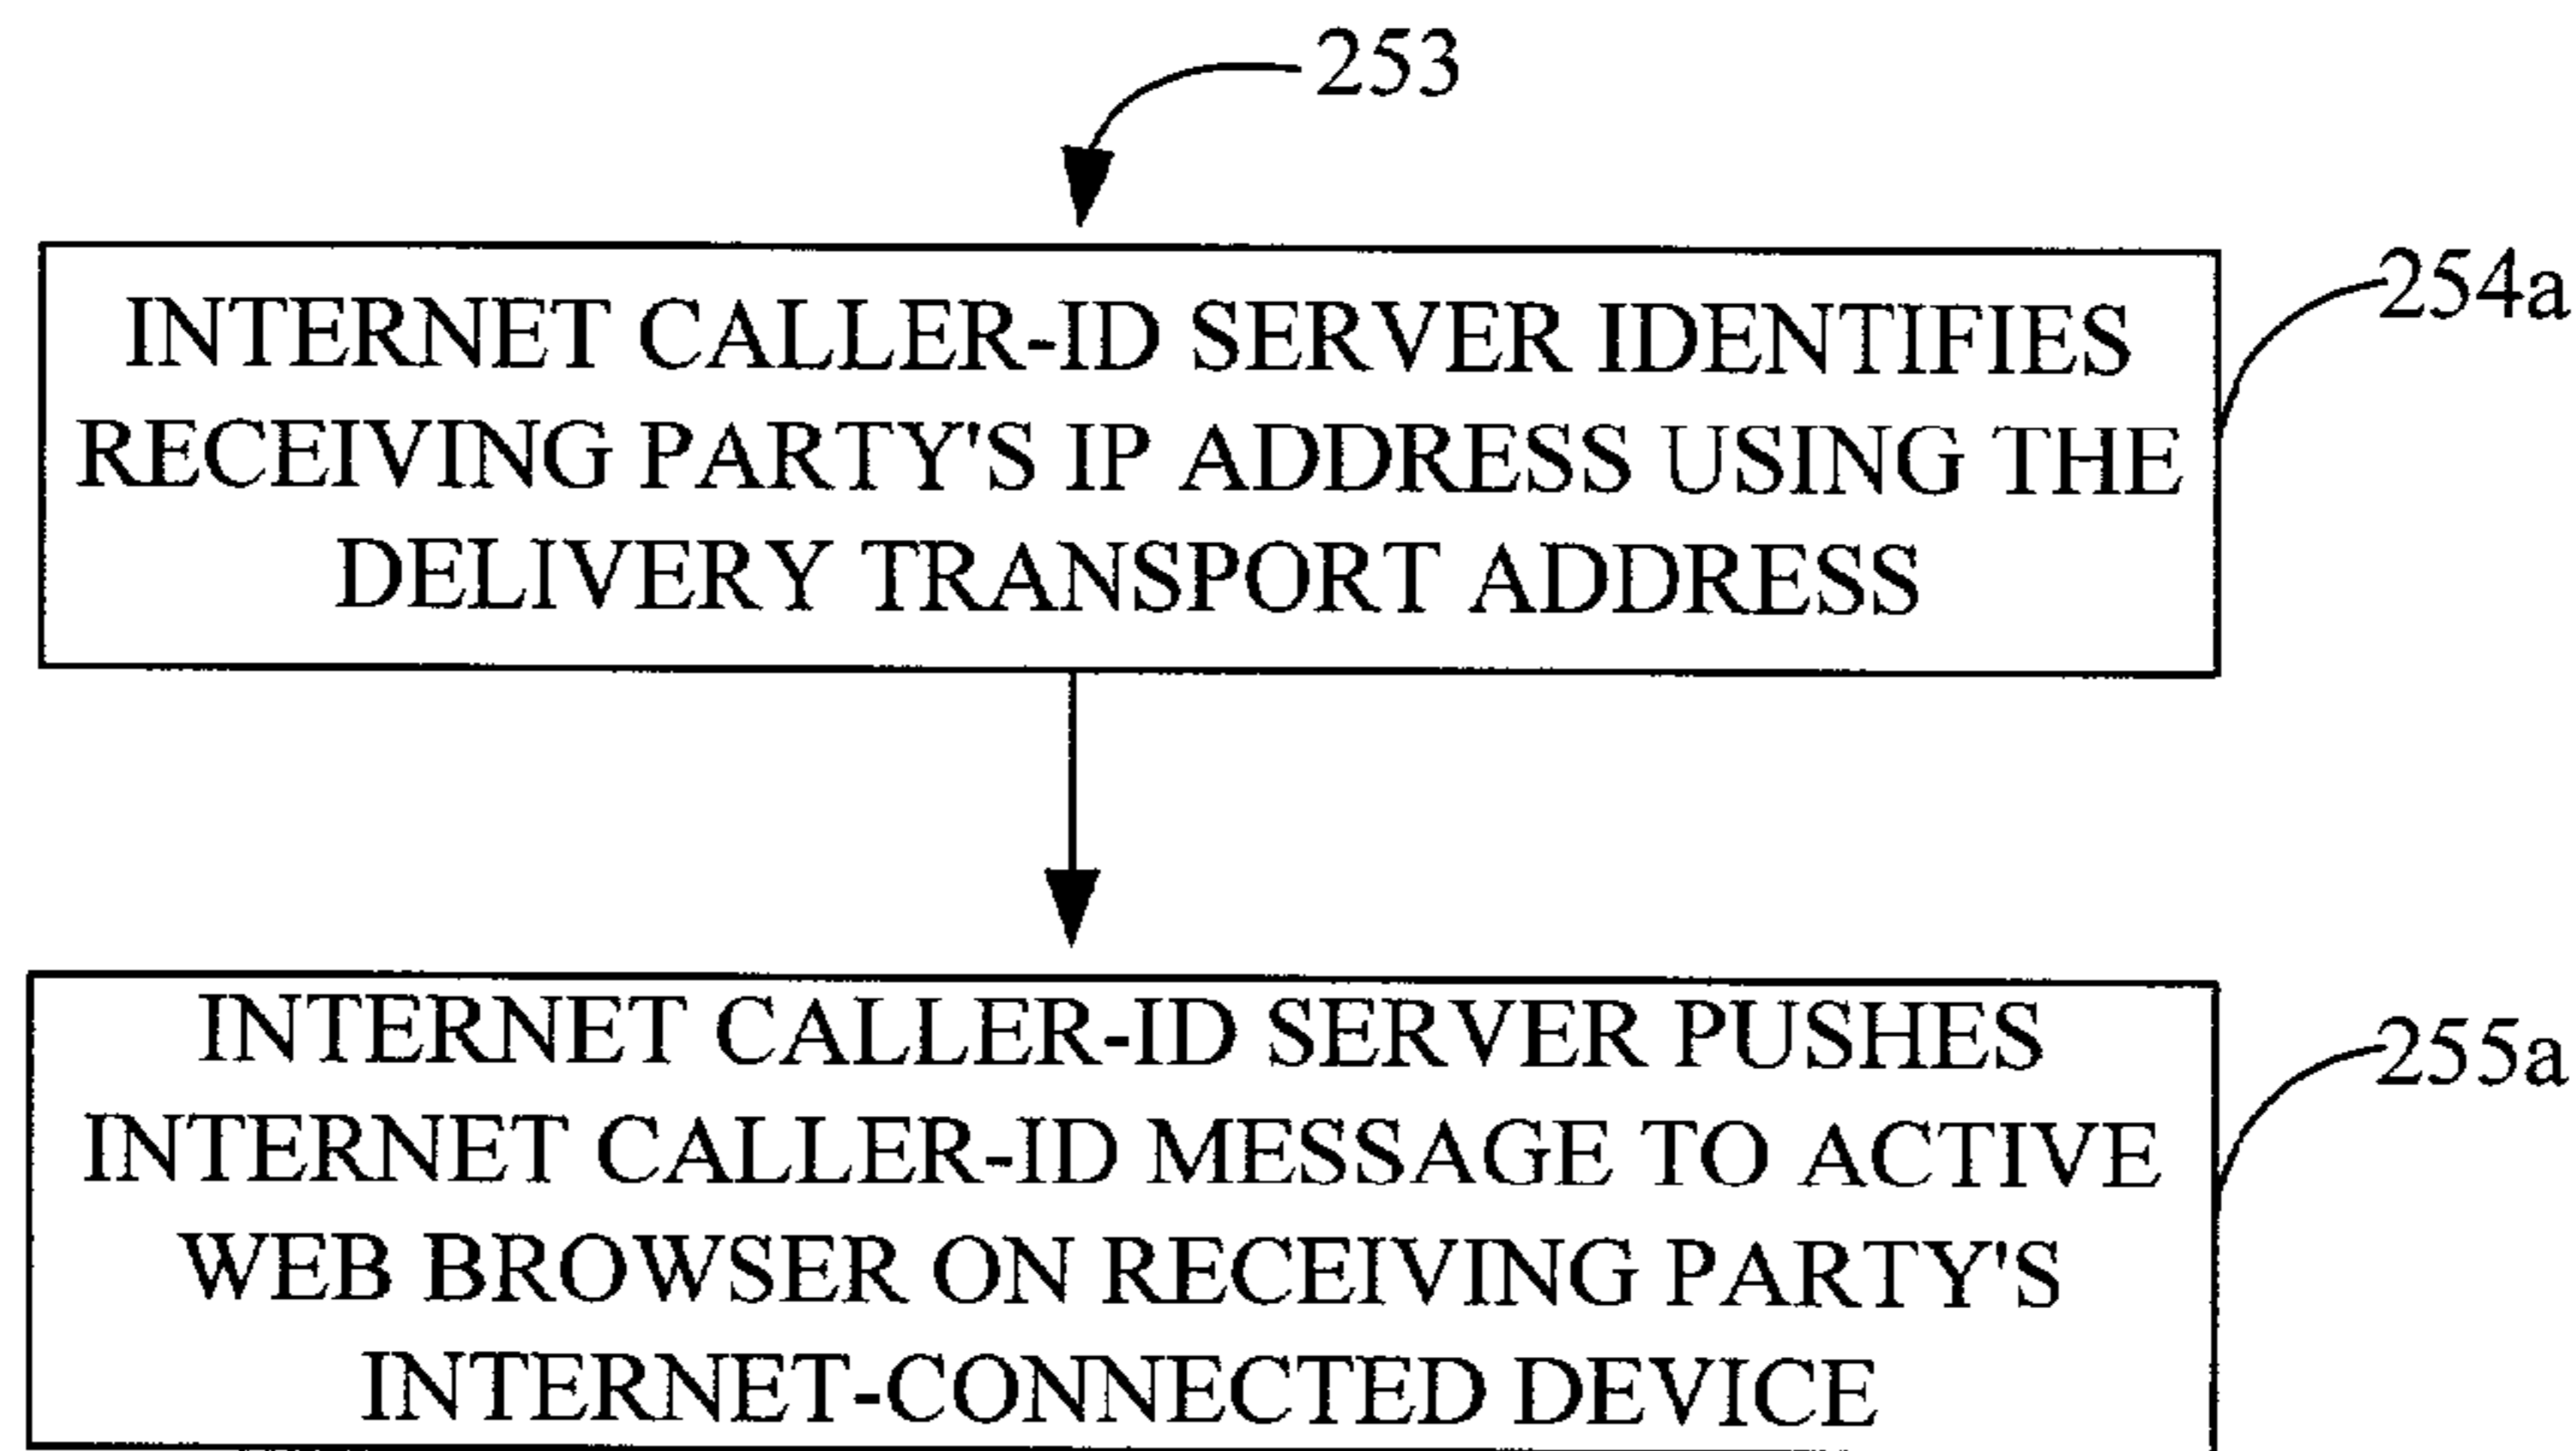 253
254a
INTERNET CALLER-ID SERVER IDENTIFIES
RECEIVING PARTY'S IP ADDRESS USING THE
DELIVERY TRANSPORT ADDRESS
255a
INTERNET CALLER-ID SERVER PUSHES
INTERNET CALLER-ID MESSAGE TO ACTIVE
WEB BROWSER ON RECEIVING PARTY'S
INTERNET-CONNECTED DEVICE